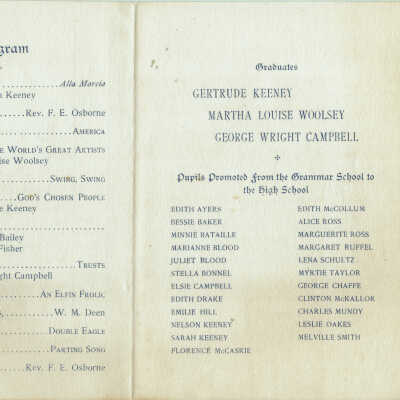 gram
Alla Marcia
Keeney
Rev. F. E. Osborne
America
World's Great Artists
ise Woolsey
Swing, Swing
God's Chosen People
e Keeney
Bailey
Fisher
Trusts
ght Campbell
An Elfin Frolic
W. M. Deen
Double Eagle
Parting Song
Rev. F. E. Osborne
Graduates
GERTRUDE KEENEY
MARTHA LOUISE WOOLSEY
GEORGE WRIGHT CAMPBELL
Pupils Promoted from the Grammar School to
the High School
EDITH AYERS
BESSIE BAKER
MINNIE BATAILLE
MARIANNE BLOOD
JULIET BLOOD
STELLA BONNEL
ELSIE CAMPBELL
EDITH DRAKE
EMILIE HILL
NELSON KEENEY
SARAH KEENEY
FLORENCE McCASKIE
EDITH McCOLLUM
ALICE ROSS
MARGUERITE ROSS
MARGARET RUFFEL
LENA SCHULTZ
MYRTIE TAYLOR
GEORGE CHAFFE
CLINTON McKALLOR
CHARLES MUNDY
LESLIE OAKES
MELVILLE SMITH